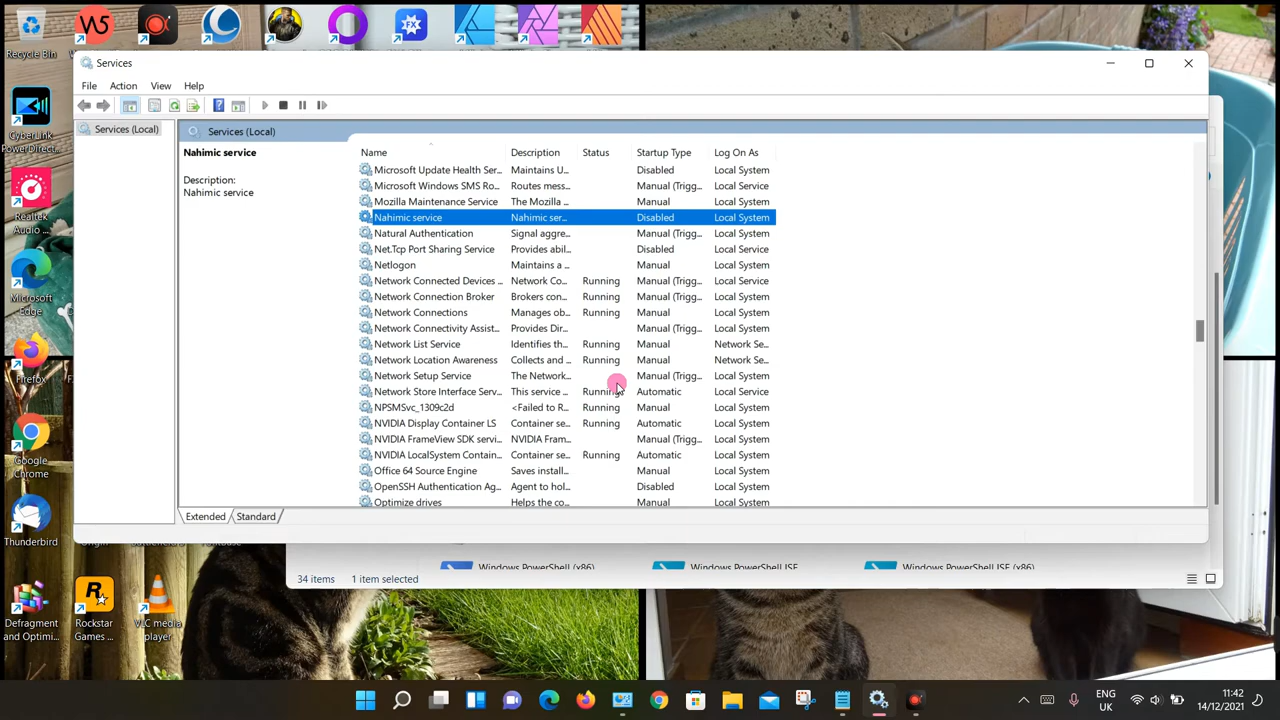 W5
FX
Recycle Bin
Services
File Action View Help
CyberLink
PowerDirect...
Realtek
Audio ...
Microsoft
Edge
Firefox
Google
Chrome
Thunderbird
Defragment
and Optimi...
Rockstar
Games ...
VLC media
player
Services (Local)
Services (Local)
Nahimic service
Description:
Nahimic service
Name Description Status Startup Type Log On As
Microsoft Update Health Ser... Maintains U... Disabled Local System
Microsoft Windows SMS Ro... Routes mess... Manual (Trigg... Local Service
Mozilla Maintenance Service The Mozilla ... Manual Local System
Nahimic service Nahimic ser... Disabled Local System
Natural Authentication Signal aggre... Manual (Trigg... Local System
Net.Tcp Port Sharing Service Provides abil... Disabled Local Service
Netlogon Maintains a ... Manual Local System
Network Connected Devices ... Network Co... Running Manual (Trigg... Local Service
Network Connection Broker Brokers con... Running Manual (Trigg... Local System
Network Connections Manages ob... Running Manual Local System
Network Connectivity Assist... Provides Dir... Manual (Trigg... Local System
Network List Service Identifies th... Running Manual Network Se...
Network Location Awareness Collects and ... Running Manual Network Se...
Network Setup Service The Network... Manual (Trigg... Local System
Network Store Interface Serv... This service ... Running Automatic Local Service
NPSMSvc_1309c2d <Failed to R... Running Manual Local System
NVIDIA Display Container LS Container se... Running Automatic Local System
NVIDIA FrameView SDK servi... NVIDIA Fram... Manual (Trigg... Local System
NVIDIA LocalSystem Contain... Container se... Running Automatic Local System
Office 64 Source Engine Saves install... Manual Local System
OpenSSH Authentication Ag... Agent to hol... Disabled Local System
Optimize drives Helps the co... Manual Local System
Extended Standard
Windows PowerShell (x86) Windows PowerShell ISE Windows PowerShell ISE (x86)
34 items 1 item selected
R
ENG
UK
11:42
14/12/2021